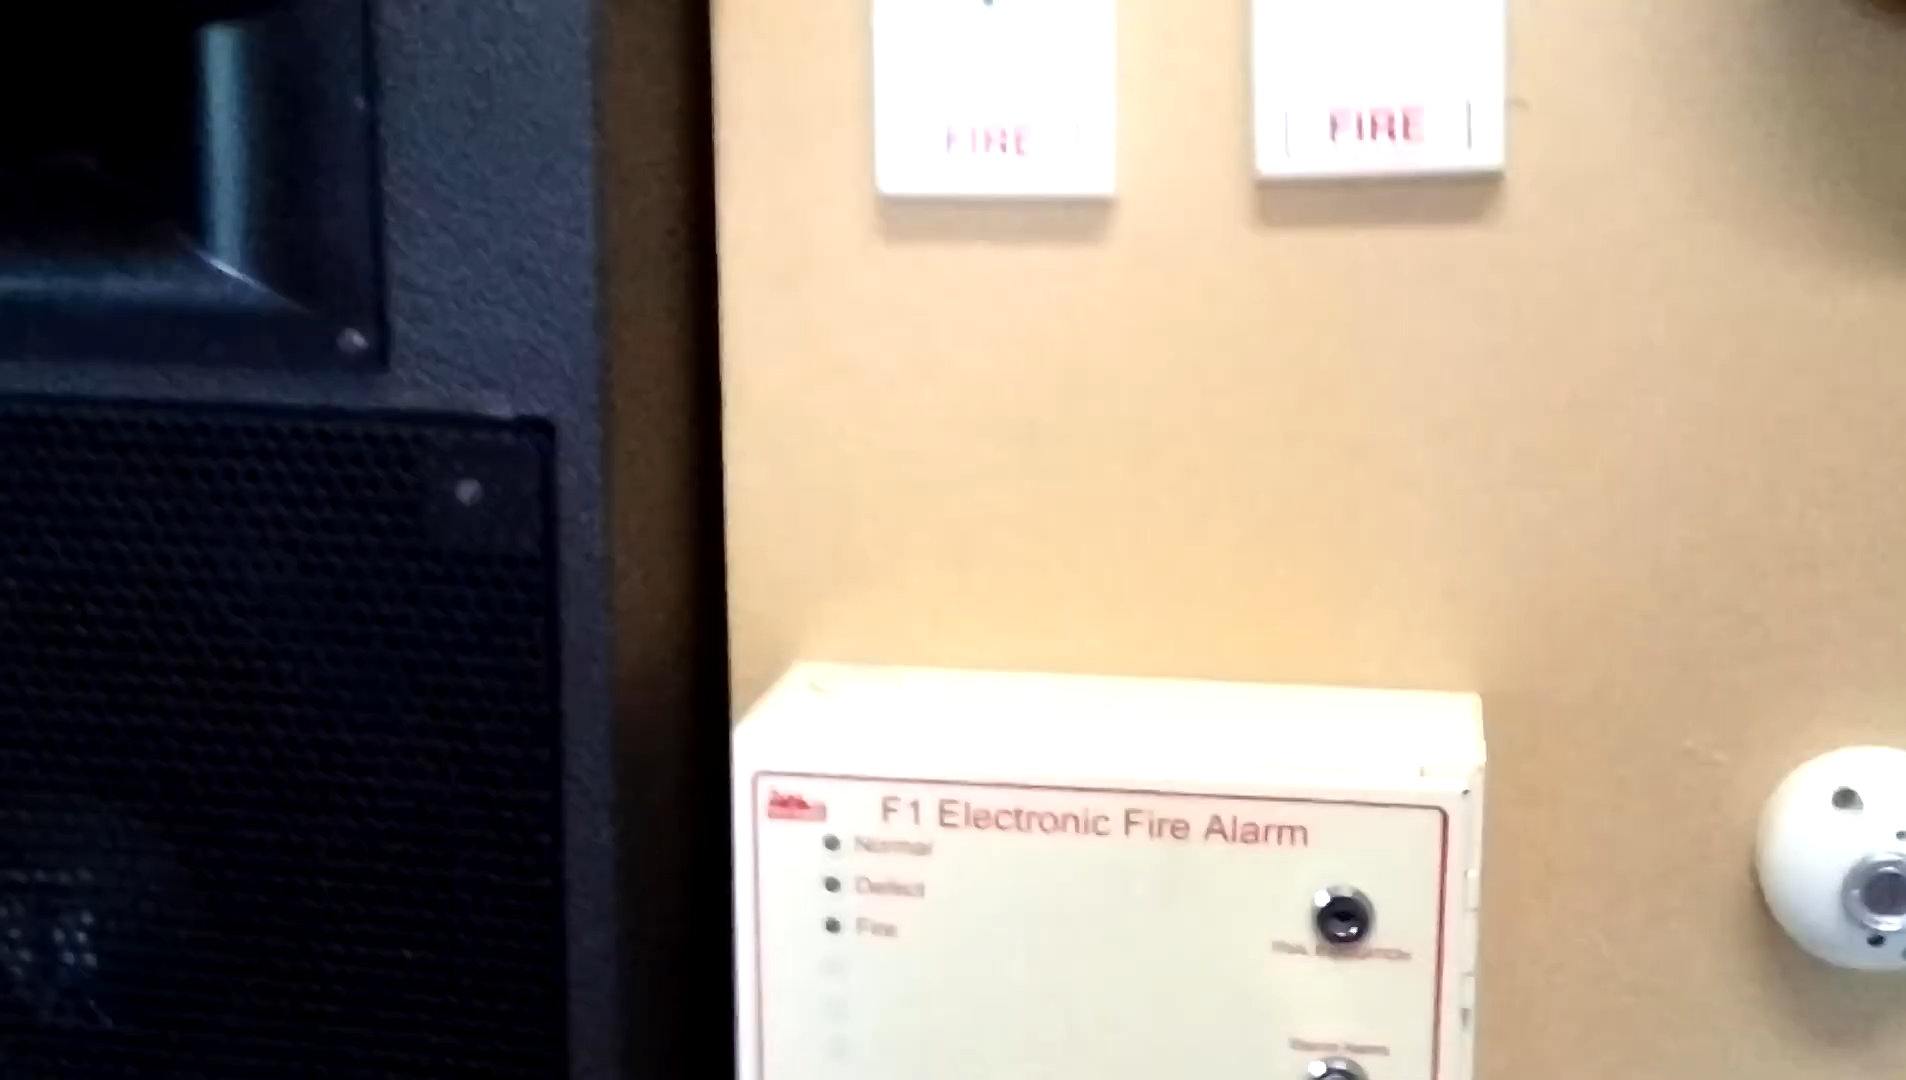 FIRE
FIRE
F1 Electronic Fire Alarm
Normal
Defect
Fire